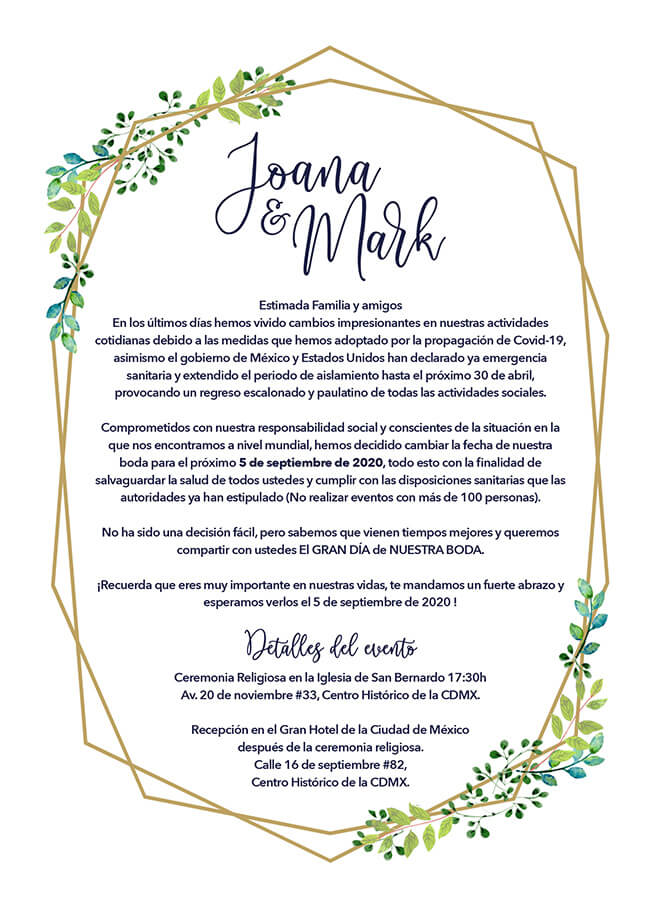 Joana
& Mark
Estimada Familia y amigos
En los últimos días hemos vivido cambios impresionantes en nuestras actividades
cotidianas debido a las medidas que hemos adoptado por la propagación de Covid-19,
asimismo el gobierno de México y Estados Unidos han declarado ya emergencia
sanitaria y extendido el periodo de aislamiento hasta el próximo 30 de abril,
provocando un regreso escalonado y paulatino de todas las actividades sociales.
Comprometidos con nuestra responsabilidad social y conscientes de la situación en la
que nos encontramos a nivel mundial, hemos decidido cambiar la fecha de nuestra
boda para el próximo 5 de septiembre de 2020, todo esto con la finalidad de
salvaguardar la salud de todos ustedes y cumplir con las disposiciones sanitarias que las
autoridades ya han estipulado (No realizar eventos con más de 100 personas).
No ha sido una decisión fácil, pero sabemos que vienen tiempos mejores y queremos
compartir con ustedes El GRAN DÍA de NUESTRA BODA.
¡Recuerda que eres muy importante en nuestras vidas, te mandamos un fuerte abrazo y
esperamos verlos el 5 de septiembre de 2020 !
Detalles del evento
Ceremonia Religiosa en la Iglesia de San Bernardo 17:30h
Av. 20 de noviembre #33, Centro Histórico de la CDMX.
Recepción en el Gran Hotel de la Ciudad de México
después de la ceremonia religiosa.
Calle 16 de septiembre #82,
Centro Histórico de la CDMX.